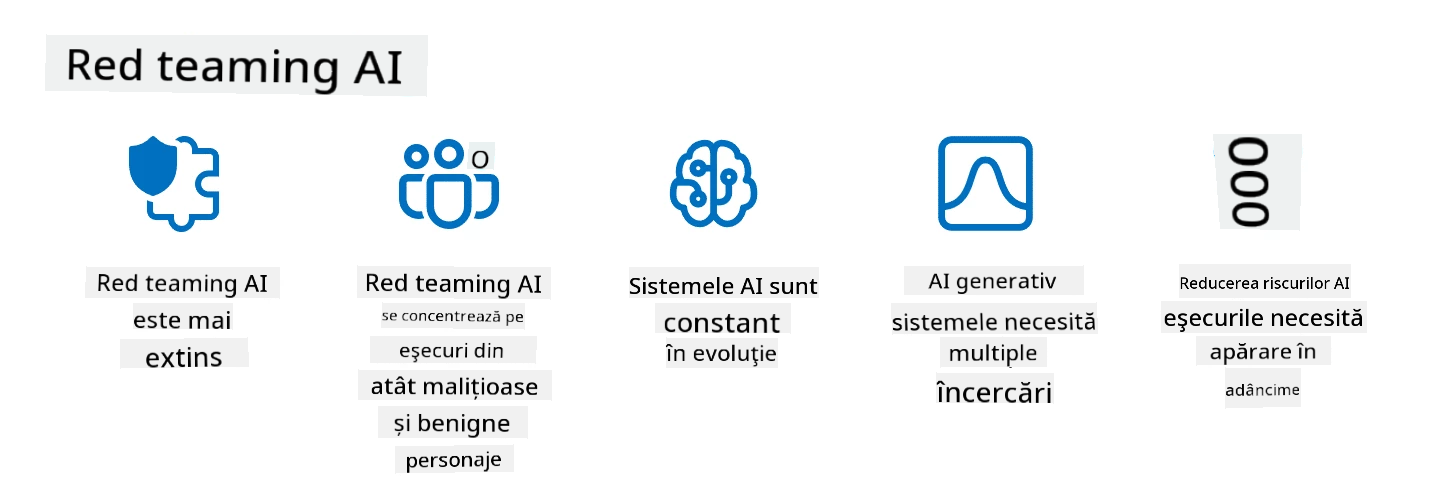 Red teaming AI
O
000
Red teaming AI
este mai
extins
Red teaming AI
se concentrează pe
eşecuri din
atât malițioase
și benigne
personaje
Sistemele AI sunt
constant
în evoluţie
AI generativ
sistemele necesită
multiple
încercări
Reducerea riscurilor AI
eşecurile necesită
apărare în
adâncime